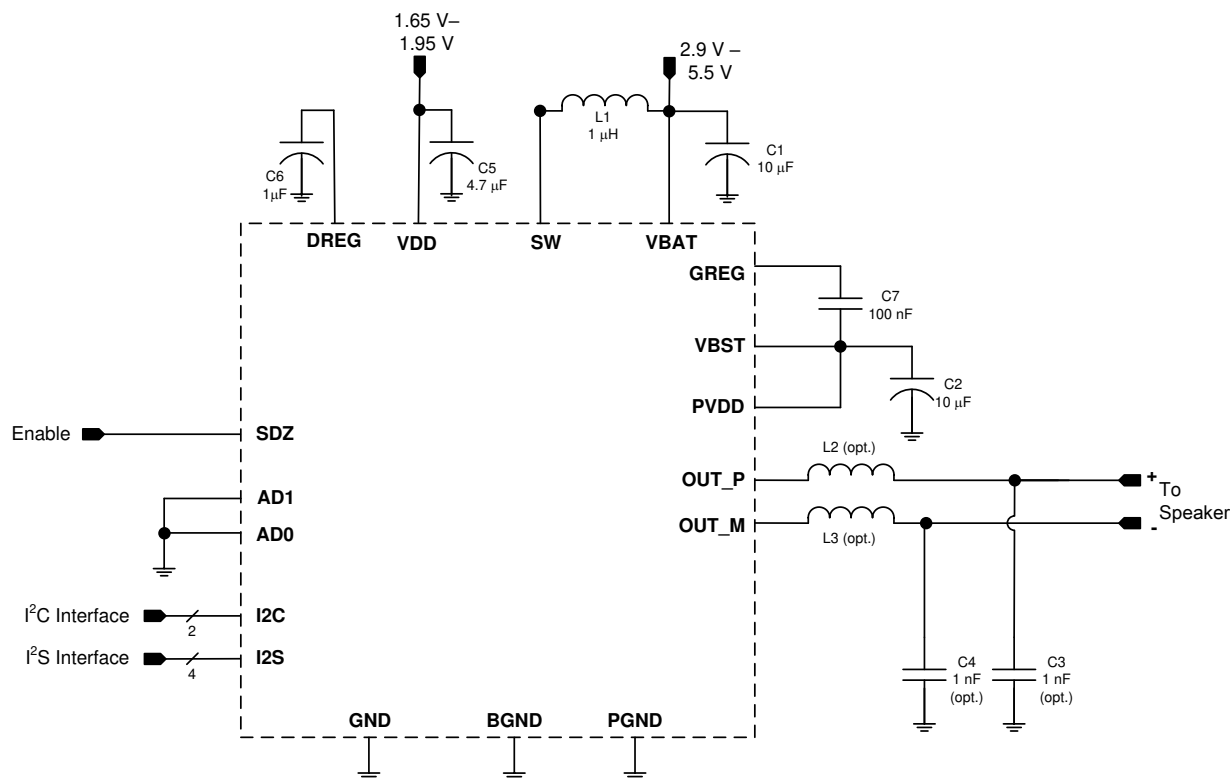 1.65 V–
1.95 V
2.9 V –
5.5 V
L1
1 μH
C1
10 μF
C6
1μF
C5
4.7 μF
DREG
VDD
SW
VBAT
GREG
C7
100 nF
VBST
C2
10 μF
PVDD
Enable
SDZ
L2 (opt.)
OUT_P
+
To
Speaker
-
AD1
OUT_M
L3 (opt.)
AD0
I²C Interface
2
I2C
I²S Interface
4
I2S
C4
1 nF
(opt.)
C3
1 nF
(opt.)
GND
BGND
PGND